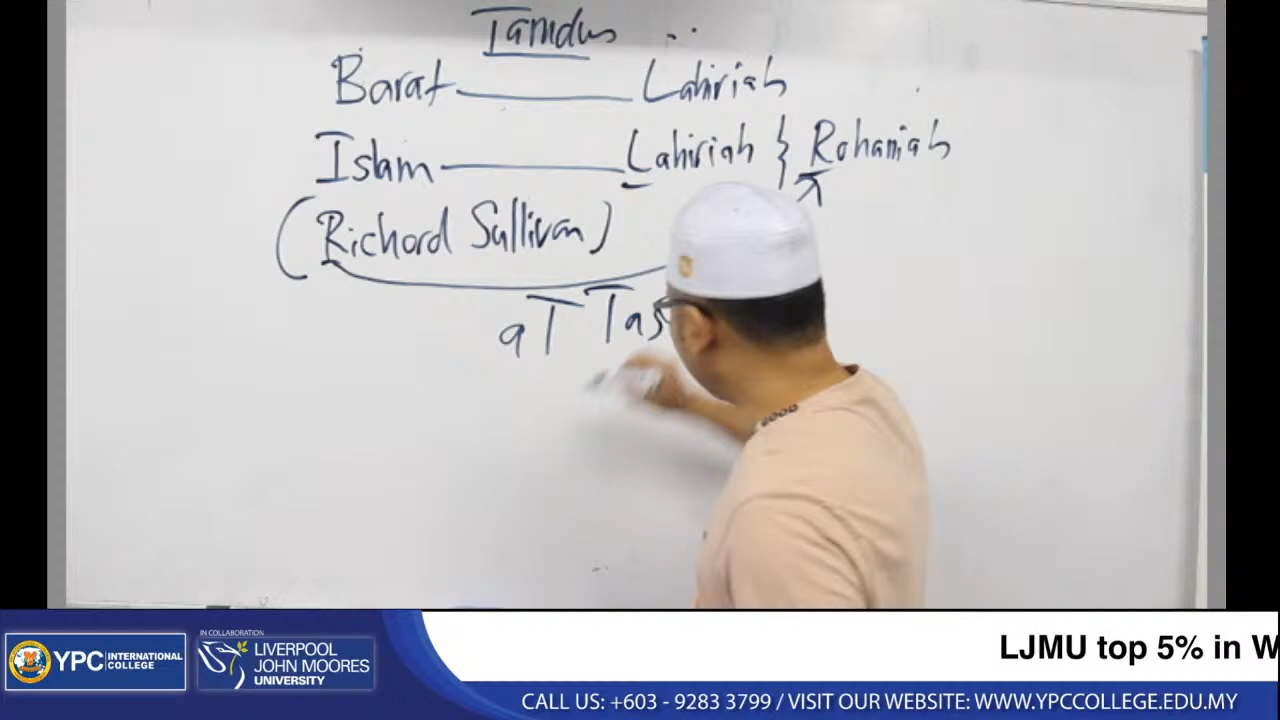 Tamdun
Barat — Lahiriah
Islam — Lahiriah } Rohaniah
(Richard Sullivan)
aT Tas
YPC INTERNATIONAL COLLEGE
IN COLLABORATION
LIVERPOOL
JOHN MOORES
UNIVERSITY
LJMU top 5% in W
CALL US: +603 - 9283 3799 / VISIT OUR WEBSITE: WWW.YPCCOLLEGE.EDU.MY